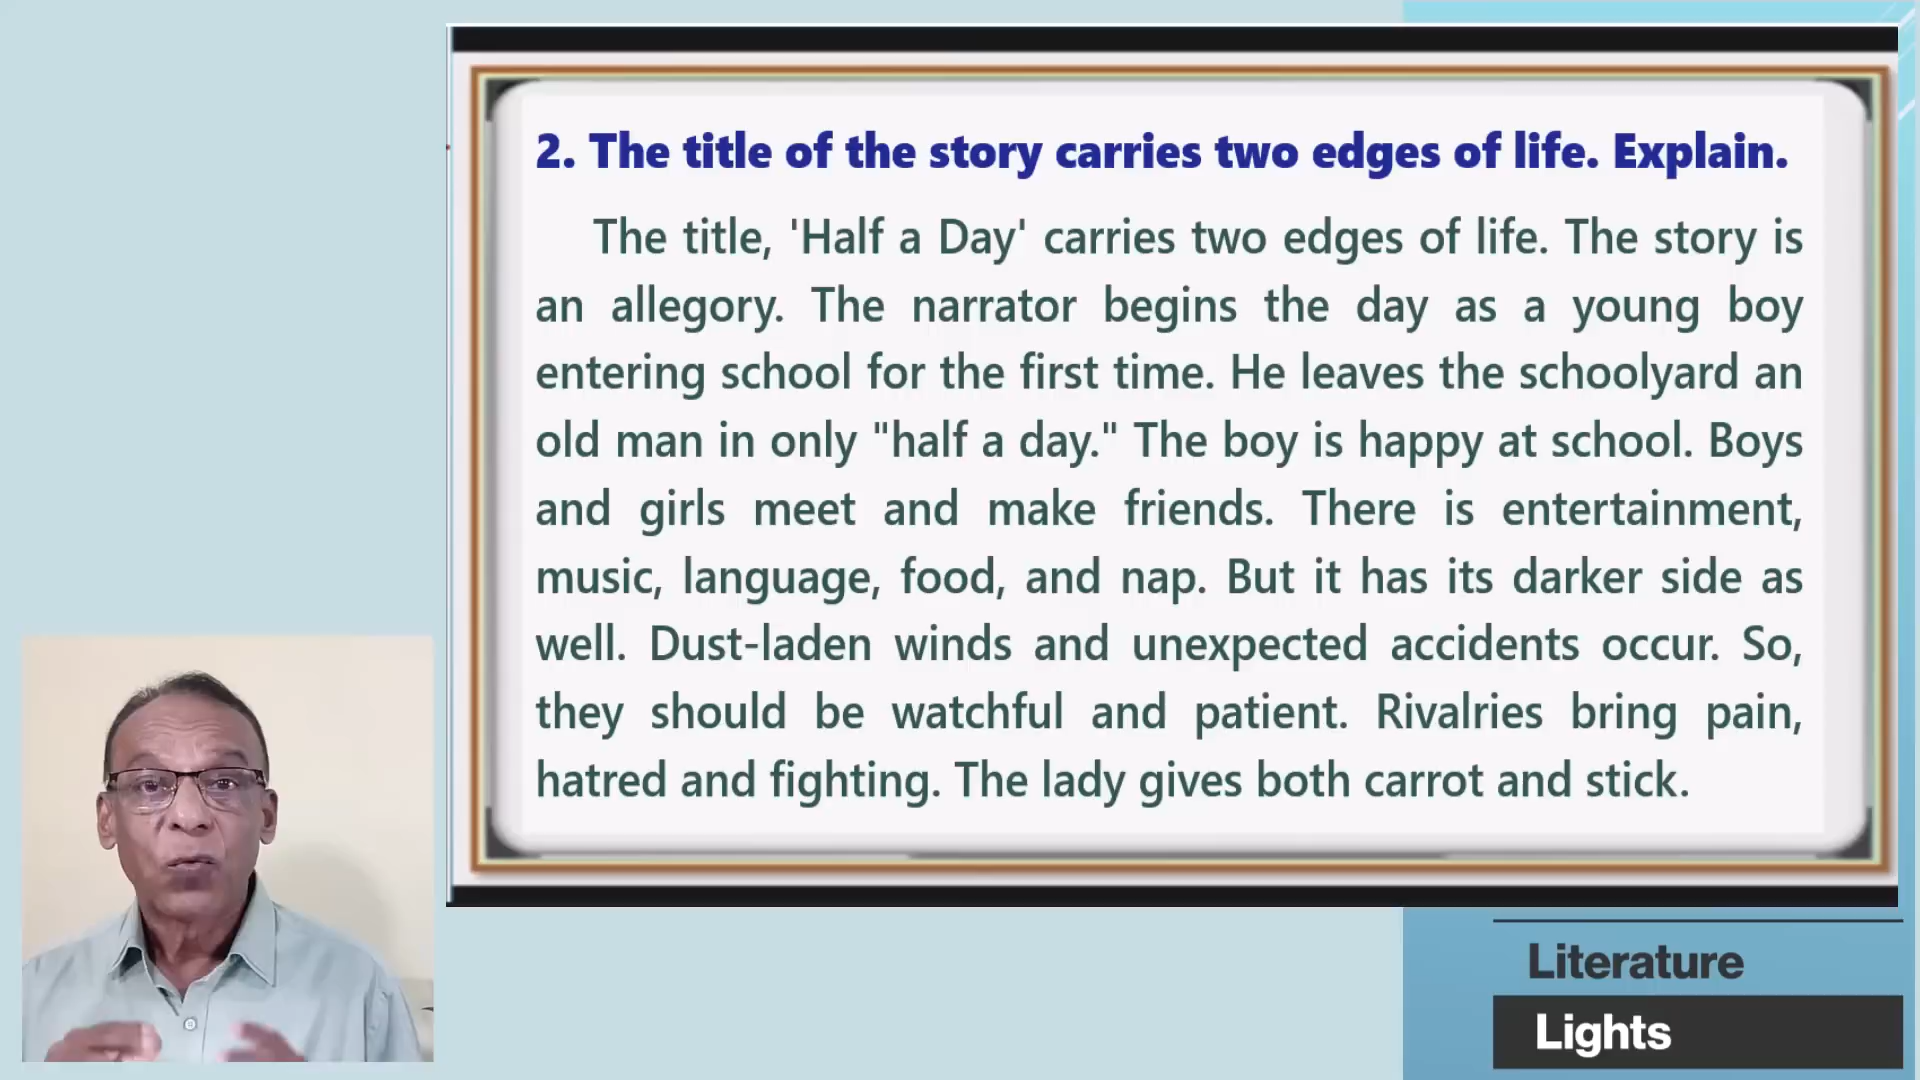 2. The title of the story carries two edges of life. Explain.
The title, 'Half a Day' carries two edges of life. The story is
an allegory. The narrator begins the day as a young boy
entering school for the first time. He leaves the schoolyard an
old man in only "half a day." The boy is happy at school. Boys
and girls meet and make friends. There is entertainment,
music, language, food, and nap. But it has its darker side as
well. Dust-laden winds and unexpected accidents occur. So,
they should be watchful and patient. Rivalries bring pain,
hatred and fighting. The lady gives both carrot and stick.
Literature
Lights